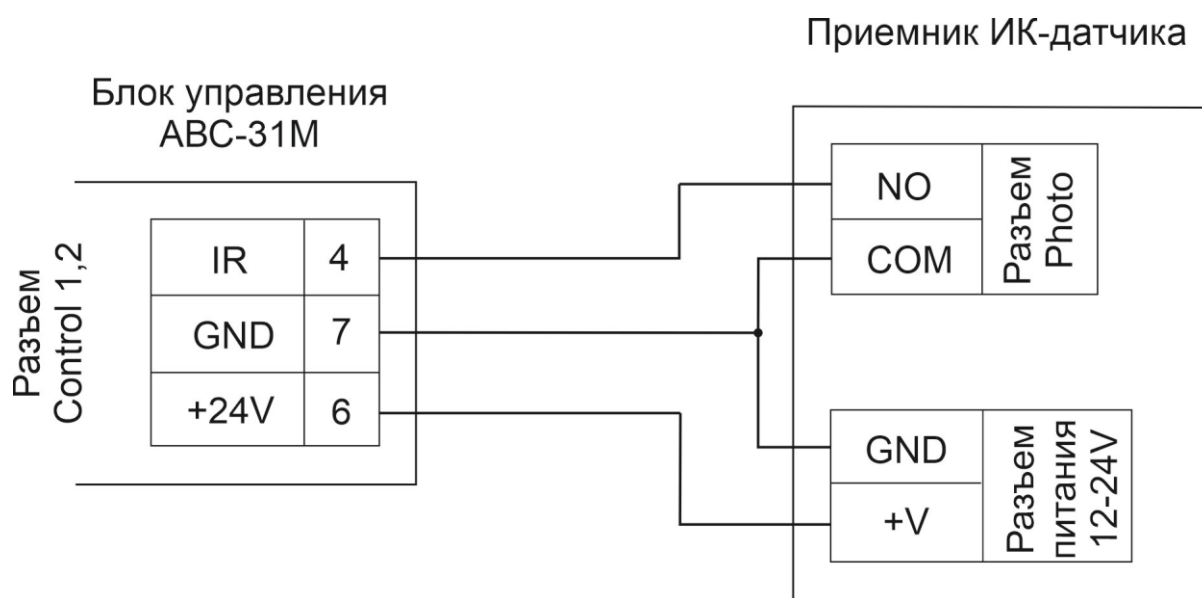 Приемник ИК-датчика
Блок управления
АВС-31М
Разъем
Control 1,2
IR 4
GND 7
+24V 6
NO
COM
Разъем
Photo
GND
+V
Разъем
питания
12-24V